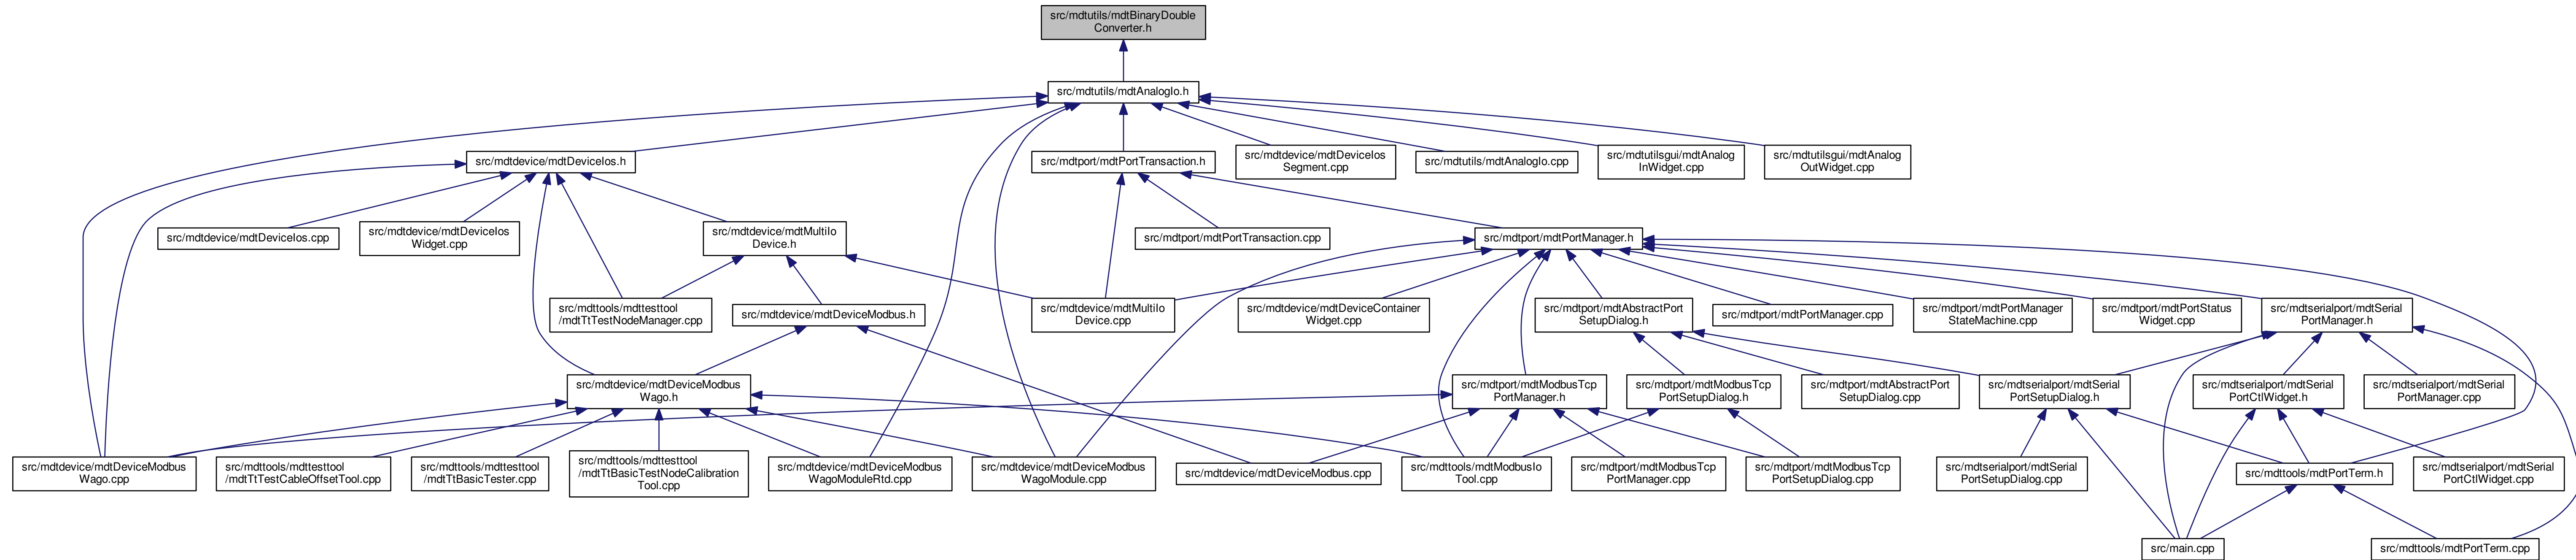 src/mdtutils/mdtBinaryDouble
Converter.h
src/mdtutils/mdtAnalogIo.h
src/mdtdevice/mdtDeviceIos.h
src/mdtport/mdtPortTransaction.h
src/mdtdevice/mdtDeviceIos
Segment.cpp
src/mdtutils/mdtAnalogIo.cpp
src/mdtutilsgui/mdtAnalog
InWidget.cpp
src/mdtutilsgui/mdtAnalog
OutWidget.cpp
src/mdtdevice/mdtDeviceIos.cpp
src/mdtdevice/mdtDeviceIos
Widget.cpp
src/mdtdevice/mdtMultiIo
Device.h
src/mdtport/mdtPortTransaction.cpp
src/mdtport/mdtPortManager.h
src/mdttools/mdttesttool
/mdtTtTestNodeManager.cpp
src/mdtdevice/mdtDeviceModbus.h
src/mdtdevice/mdtMultiIo
Device.cpp
src/mdtdevice/mdtDeviceContainer
Widget.cpp
src/mdtport/mdtAbstractPort
SetupDialog.h
src/mdtport/mdtPortManager.cpp
src/mdtport/mdtPortManager
StateMachine.cpp
src/mdtport/mdtPortStatus
Widget.cpp
src/mdtserialport/mdtSerial
PortManager.h
src/mdtdevice/mdtDeviceModbus
Wago.h
src/mdtport/mdtModbusTcp
PortManager.h
src/mdtport/mdtModbusTcp
PortSetupDialog.h
src/mdtport/mdtAbstractPort
SetupDialog.cpp
src/mdtserialport/mdtSerial
PortSetupDialog.h
src/mdtserialport/mdtSerial
PortCtlWidget.h
src/mdtserialport/mdtSerial
PortManager.cpp
src/mdtdevice/mdtDeviceModbus
Wago.cpp
src/mdttools/mdttesttool
/mdtTtTestCableOffsetTool.cpp
src/mdttools/mdttesttool
/mdtTtBasicTester.cpp
src/mdttools/mdttesttool
/mdtTtBasicTestNodeCalibration
Tool.cpp
src/mdtdevice/mdtDeviceModbus
WagoModuleRtd.cpp
src/mdtdevice/mdtDeviceModbus
WagoModule.cpp
src/mdtdevice/mdtDeviceModbus.cpp
src/mdttools/mdtModbusIo
Tool.cpp
src/mdtport/mdtModbusTcp
PortManager.cpp
src/mdtport/mdtModbusTcp
PortSetupDialog.cpp
src/mdtserialport/mdtSerial
PortSetupDialog.cpp
src/mdttools/mdtPortTerm.h
src/mdtserialport/mdtSerial
PortCtlWidget.cpp
src/main.cpp
src/mdttools/mdtPortTerm.cpp